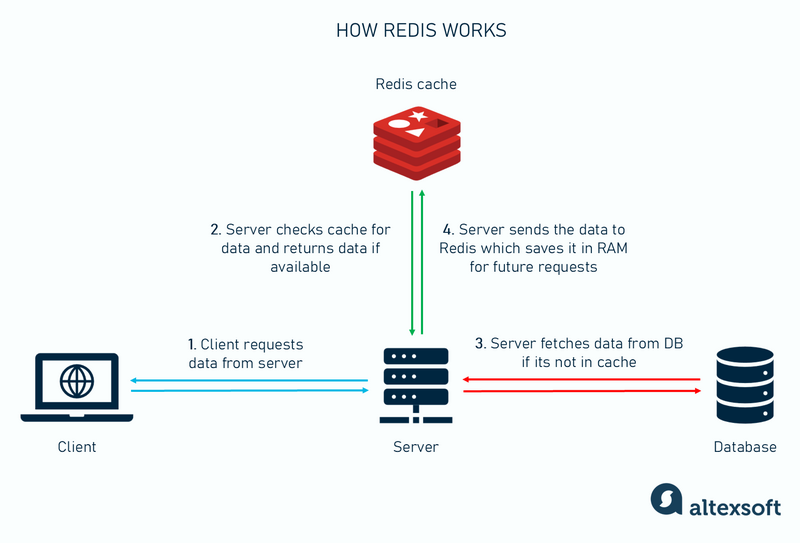 HOW REDIS WORKS
Redis cache
2. Server checks cache for
data and returns data if
available
4. Server sends the data to
Redis which saves it in RAM
for future requests
1. Client requests
data from server
3. Server fetches data from DB
if its not in cache
Client
Server
Database
altexsoft